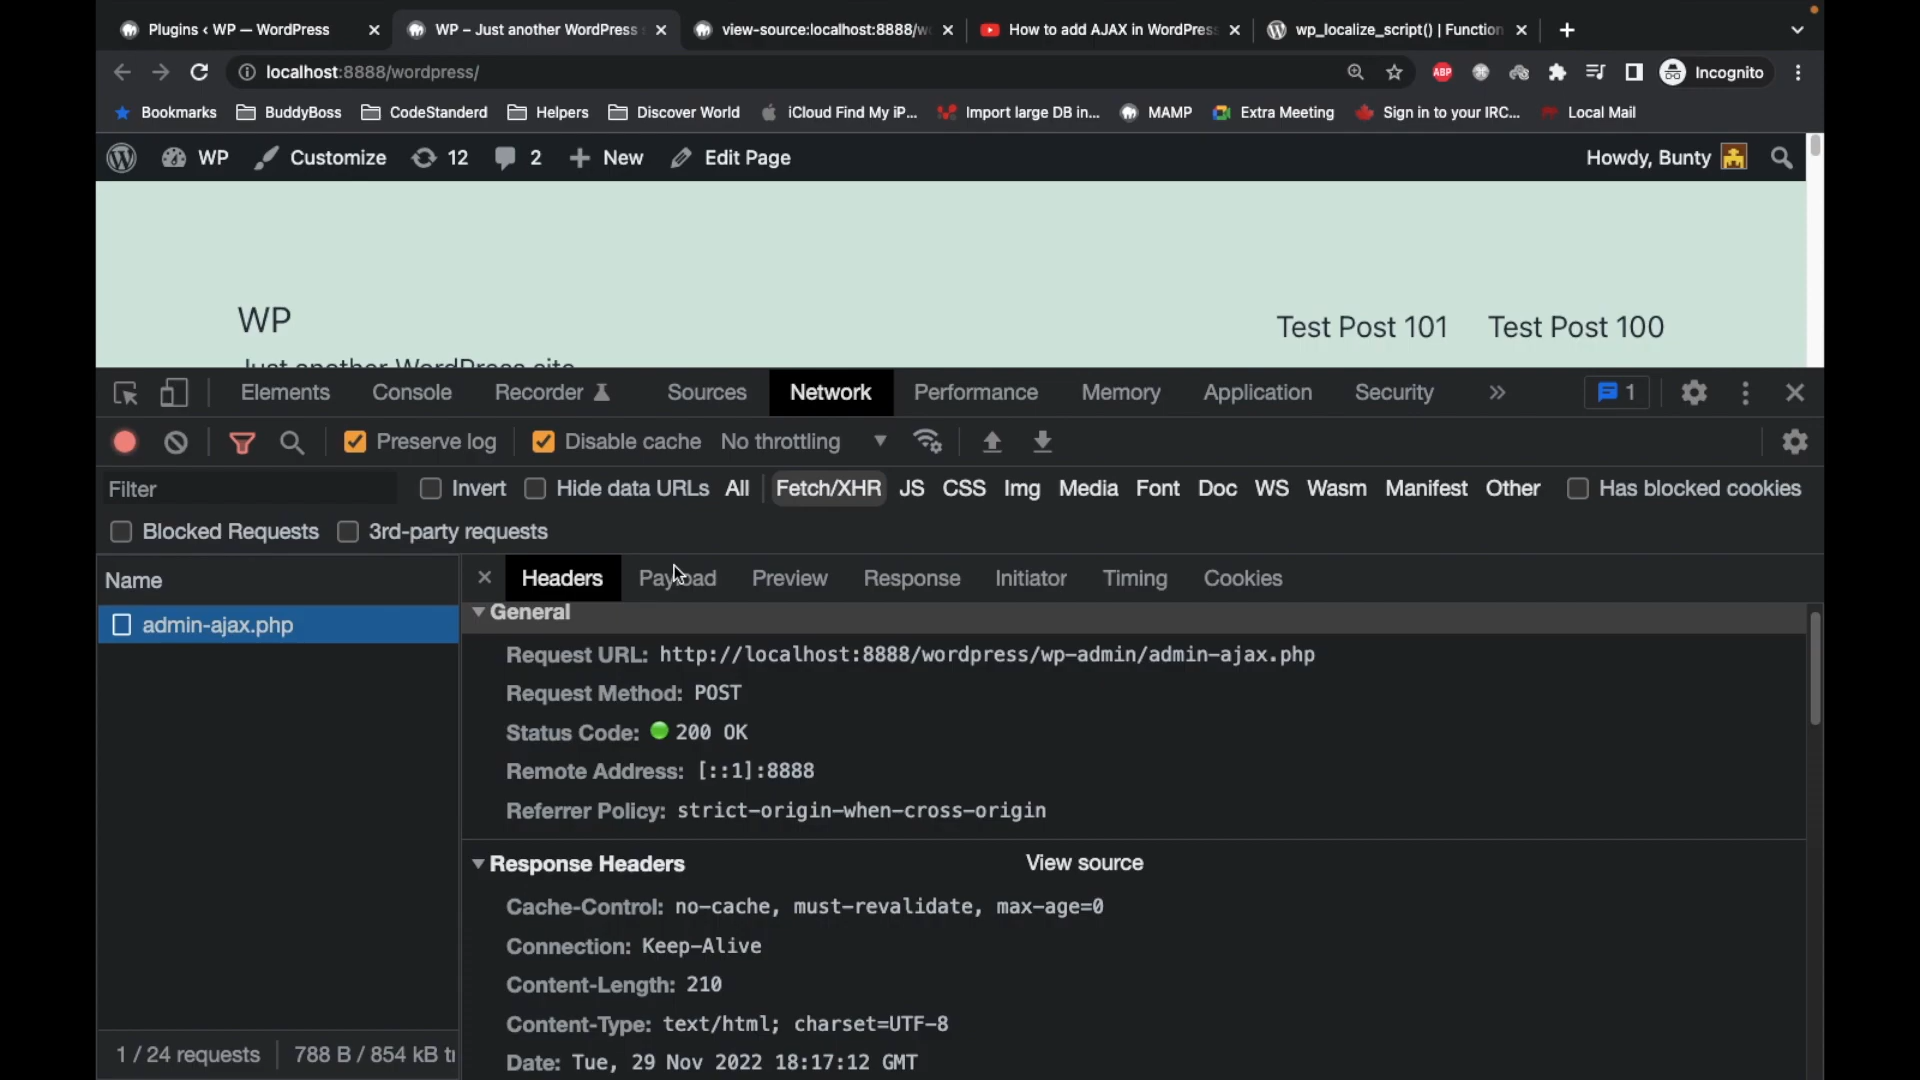 Plugins ‹ WP — WordPress
WP – Just another WordPress s
view-source:localhost:8888/w
How to add AJAX in WordPress
wp_localize_script() | Function
localhost:8888/wordpress/
ABP
Incognito
Bookmarks
BuddyBoss
CodeStanderd
Helpers
Discover World
iCloud Find My iP...
Import large DB in...
MAMP
Extra Meeting
Sign in to your IRC...
Local Mail
WP
Customize
12
2
New
Edit Page
Howdy, Bunty
WP
Test Post 101
Test Post 100
Just another WordPress site
Elements
Console
Recorder
Sources
Network
Performance
Memory
Application
Security
1
Preserve log
Disable cache
No throttling
Filter
Invert
Hide data URLs
All
Fetch/XHR
JS
CSS
Img
Media
Font
Doc
WS
Wasm
Manifest
Other
Has blocked cookies
Blocked Requests
3rd-party requests
Name
Headers
Payload
Preview
Response
Initiator
Timing
Cookies
admin-ajax.php
General
Request URL: http://localhost:8888/wordpress/wp-admin/admin-ajax.php
Request Method: POST
Status Code: 200 OK
Remote Address: [::1]:8888
Referrer Policy: strict-origin-when-cross-origin
Response Headers
View source
Cache-Control: no-cache, must-revalidate, max-age=0
Connection: Keep-Alive
Content-Length: 210
Content-Type: text/html; charset=UTF-8
Date: Tue, 29 Nov 2022 18:17:12 GMT
1 / 24 requests
788 B / 854 kB tr